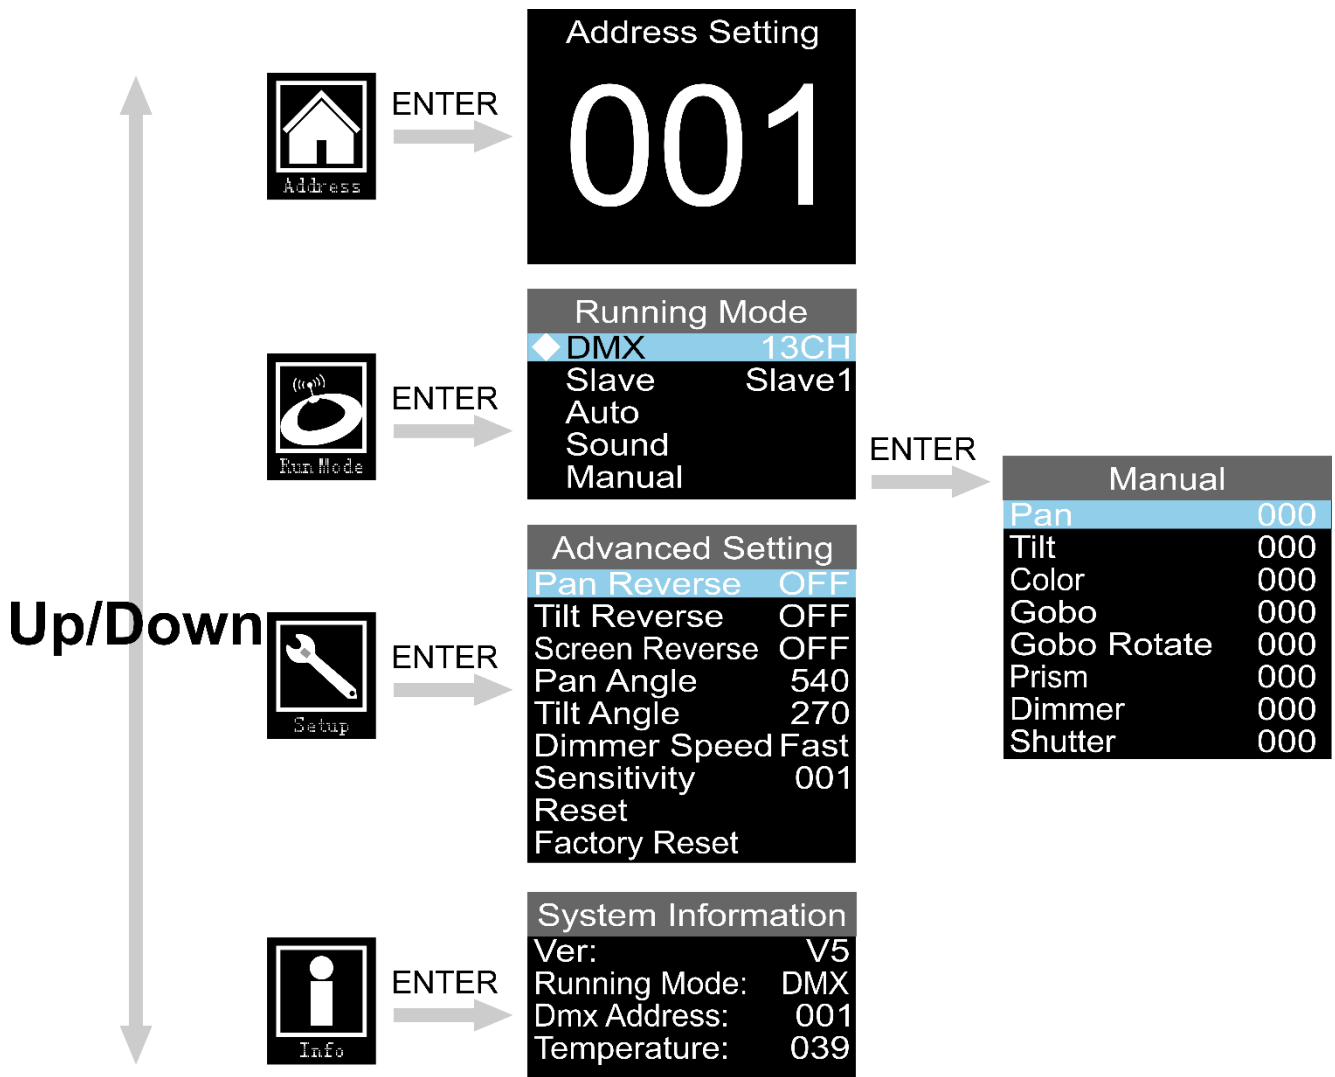 Address Setting
001
ENTER
Address
Running Mode
DMX 13CH
Slave Slave1
Auto
Sound
Manual
ENTER
Run Mode
ENTER
Manual
Pan 000
Tilt 000
Color 000
Gobo 000
Gobo Rotate 000
Prism 000
Dimmer 000
Shutter 000
Up/Down
Advanced Setting
Pan Reverse OFF
Tilt Reverse OFF
Screen Reverse OFF
Pan Angle 540
Tilt Angle 270
Dimmer Speed Fast
Sensitivity 001
Reset
Factory Reset
ENTER
Setup
System Information
Ver: V5
Running Mode: DMX
Dmx Address: 001
Temperature: 039
ENTER
Info